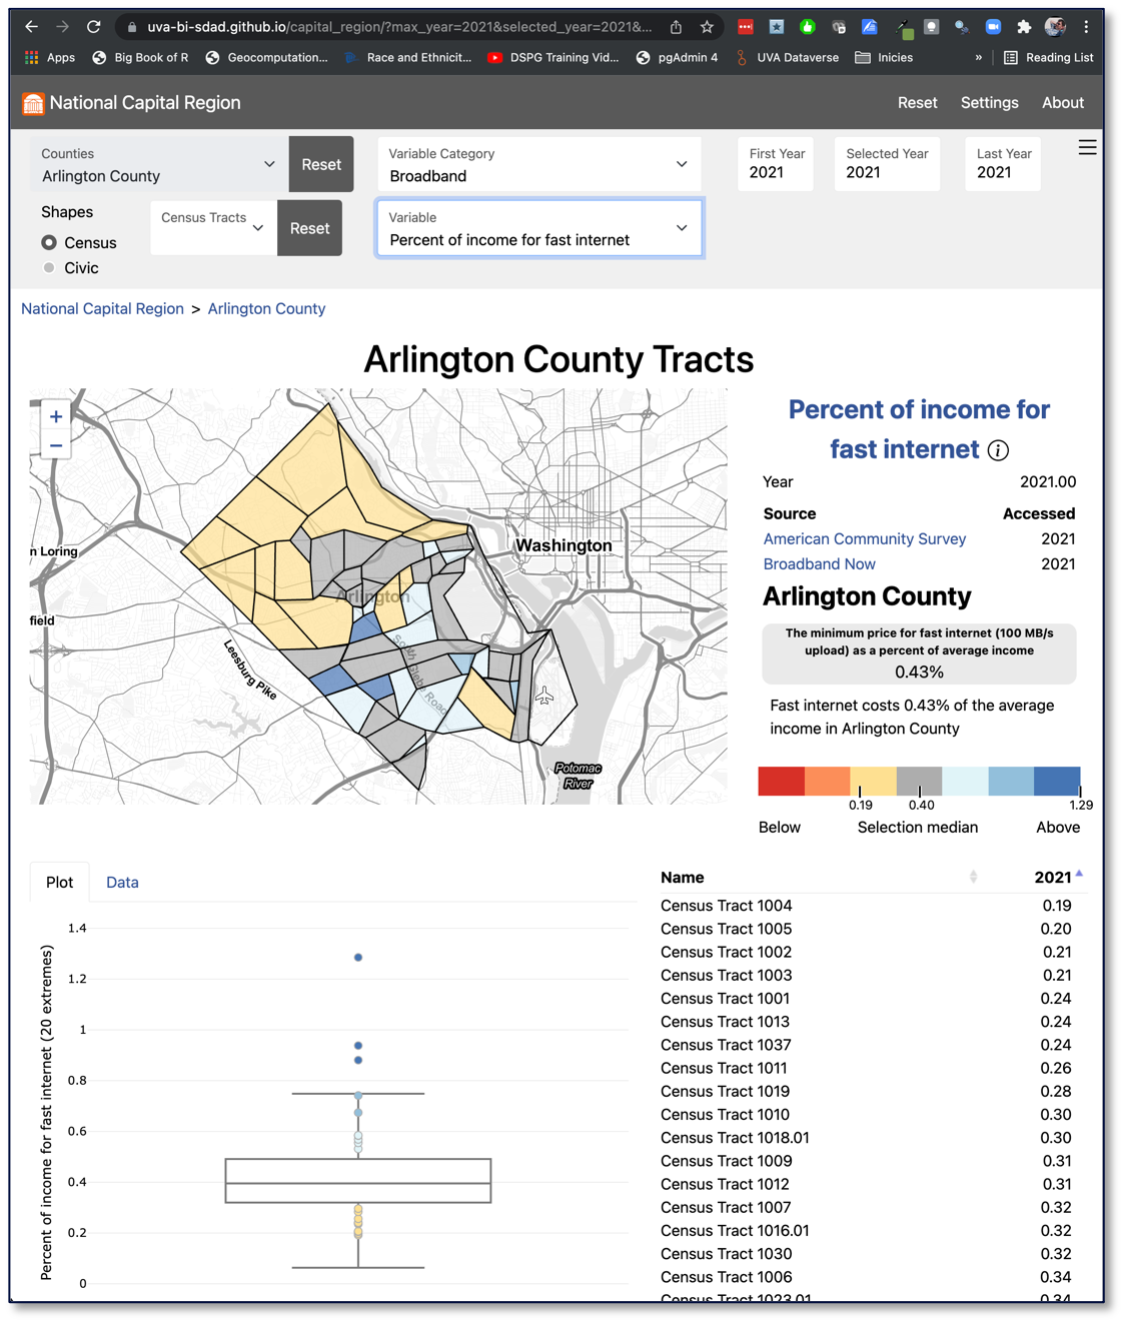 uva-bi-sdad.github.io/capital_region/?max_year=2021&selected_year=2021&...
Apps Big Book of R Geocomputation... Race and Ethnicit... DSPG Training Vid... pgAdmin 4 UVA Dataverse Inicies » Reading List
National Capital Region Reset Settings About
Counties
Arlington County
Reset
Variable Category
Broadband
First Year
2021
Selected Year
2021
Last Year
2021
Shapes
Census
Civic
Census Tracts
Reset
Variable
Percent of income for fast internet
National Capital Region > Arlington County
Arlington County Tracts
+
−
n Loring
field
Leesburg Pike
Arlington
South Glebe Road
Washington
Potomac
River
Percent of income for
fast internet i
Year 2021.00
Source Accessed
American Community Survey 2021
Broadband Now 2021
Arlington County
The minimum price for fast internet (100 MB/s
upload) as a percent of average income
0.43%
Fast internet costs 0.43% of the average
income in Arlington County
0.19 0.40 1.29
Below Selection median Above
Plot Data
Percent of income for fast internet (20 extremes)
1.4
1.2
1
0.8
0.6
0.4
0.2
0
Name 2021
Census Tract 1004 0.19
Census Tract 1005 0.20
Census Tract 1002 0.21
Census Tract 1003 0.21
Census Tract 1001 0.24
Census Tract 1013 0.24
Census Tract 1037 0.24
Census Tract 1011 0.26
Census Tract 1019 0.28
Census Tract 1010 0.30
Census Tract 1018.01 0.30
Census Tract 1009 0.31
Census Tract 1012 0.31
Census Tract 1007 0.32
Census Tract 1016.01 0.32
Census Tract 1030 0.32
Census Tract 1006 0.34
Census Tract 1023.01 0.34